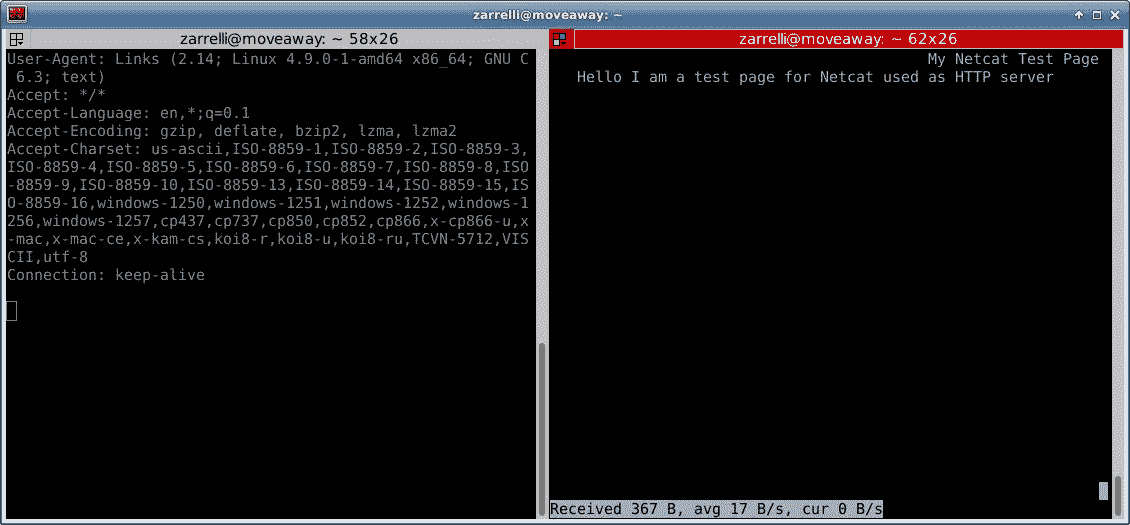 zarrelli@moveaway: ~
zarrelli@moveaway: ~ 58x26
User-Agent: Links (2.14; Linux 4.9.0-1-amd64 x86_64; GNU C
 6.3; text)
Accept: */*
Accept-Language: en,*;q=0.1
Accept-Encoding: gzip, deflate, bzip2, lzma, lzma2
Accept-Charset: us-ascii,ISO-8859-1,ISO-8859-2,ISO-8859-3,
ISO-8859-4,ISO-8859-5,ISO-8859-6,ISO-8859-7,ISO-8859-8,ISO
-8859-9,ISO-8859-10,ISO-8859-13,ISO-8859-14,ISO-8859-15,IS
O-8859-16,windows-1250,windows-1251,windows-1252,windows-1
256,windows-1257,cp437,cp737,cp850,cp852,cp866,x-cp866-u,x
-mac,x-mac-ce,x-kam-cs,koi8-r,koi8-u,koi8-ru,TCVN-5712,VIS
CII,utf-8
Connection: keep-alive
zarrelli@moveaway: ~ 62x26
My Netcat Test Page
Hello I am a test page for Netcat used as HTTP server
Received 367 B, avg 17 B/s, cur 0 B/s